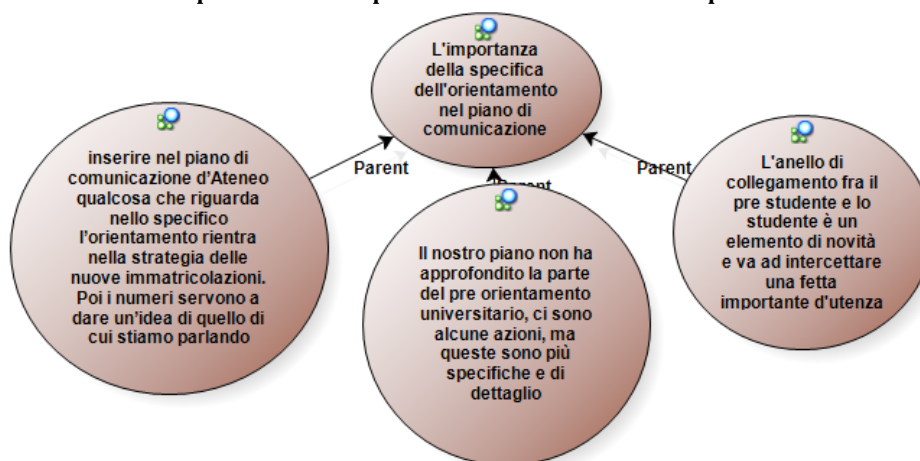 L'importanza
della specifica
dell'orientamento
nel piano di
comunicazione
inserire nel piano di
comunicazione d'Ateneo
qualcosa che riguarda
nello specifico
l'orientamento rientra
nella strategia delle
nuove immatricolazioni.
Poi i numeri servono a
dare un'idea di quello di
cui stiamo parlando
Parent
Parent
Parent
Il nostro piano non ha
approfondito la parte
del pre orientamento
universitario, ci sono
alcune azioni, ma
queste sono più
specifiche e di
dettaglio
L'anello di
collegamento fra il
pre studente e lo
studente è un
elemento di novità
e va ad intercettare
una fetta
importante d'utenza